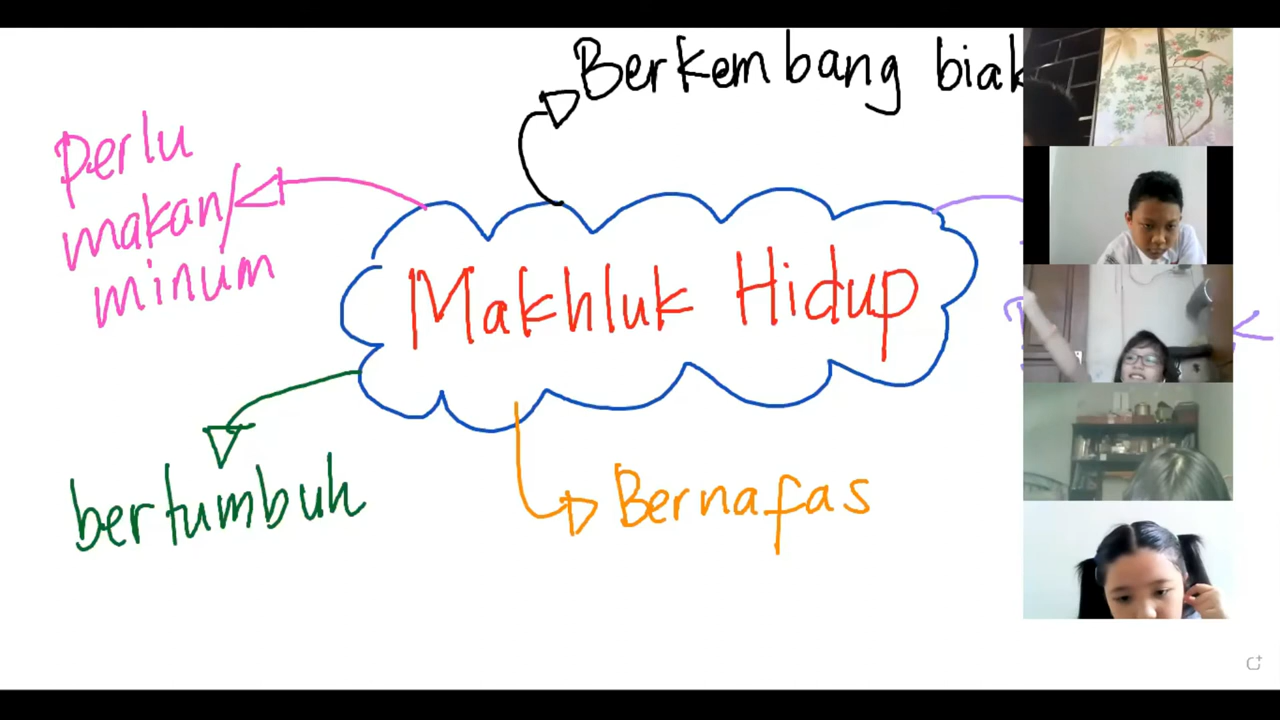 Berkembang biak
perlu
makan/
minum
Makhluk Hidup
bertumbuh
Bernafas